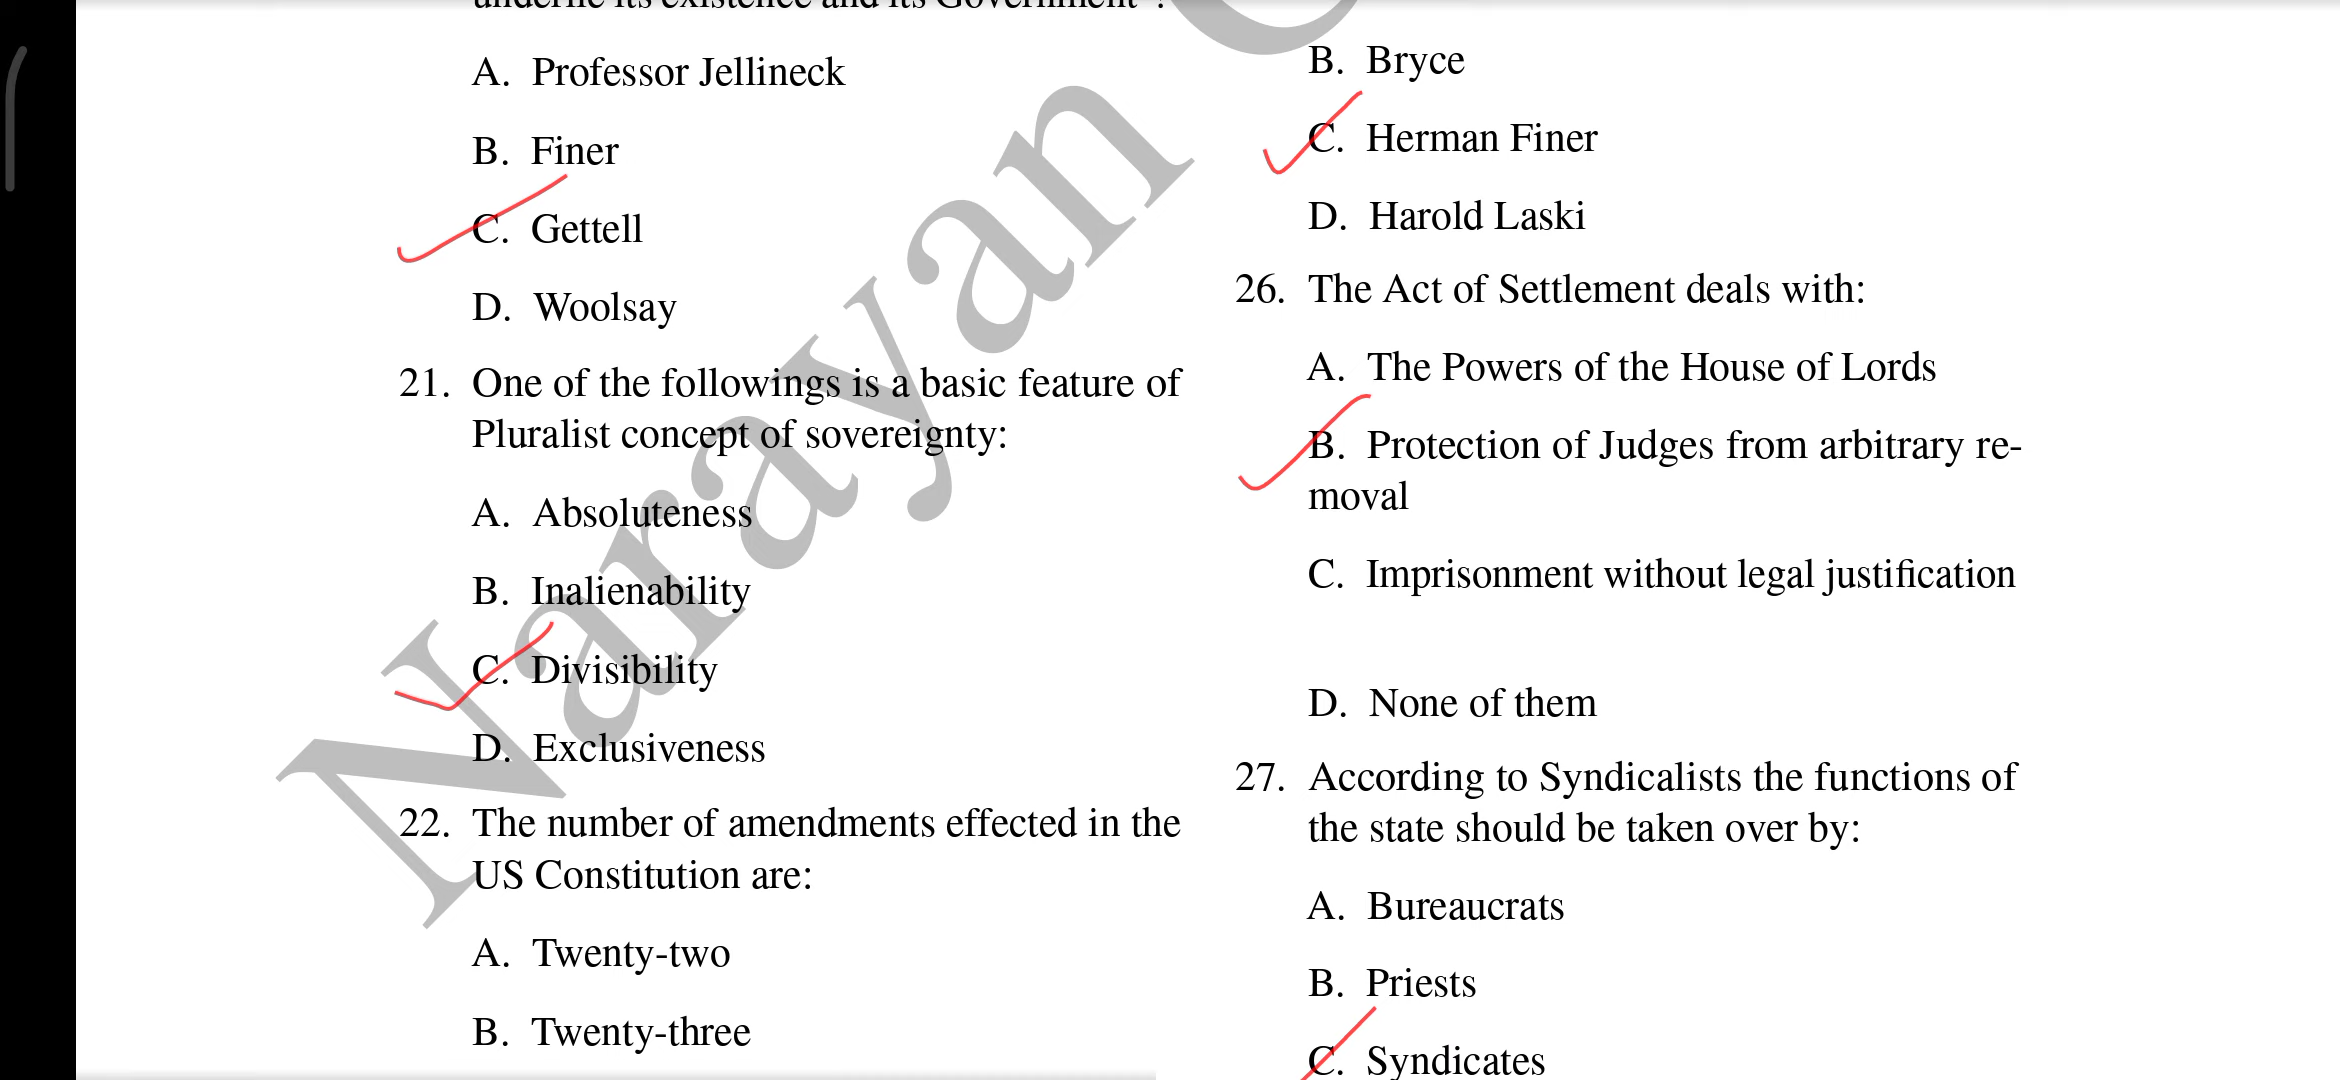 A. Professor Jellineck
B. Finer
C. Gettell
D. Woolsay
21. One of the followings is a basic feature of
Pluralist concept of sovereignty:
A. Absoluteness
B. Inalienability
C. Divisibility
D. Exclusiveness
22. The number of amendments effected in the
US Constitution are:
A. Twenty-two
B. Twenty-three
B. Bryce
C. Herman Finer
D. Harold Laski
26. The Act of Settlement deals with:
A. The Powers of the House of Lords
B. Protection of Judges from arbitrary re-
moval
C. Imprisonment without legal justification
D. None of them
27. According to Syndicalists the functions of
the state should be taken over by:
A. Bureaucrats
B. Priests
C. Syndicates
Narayan